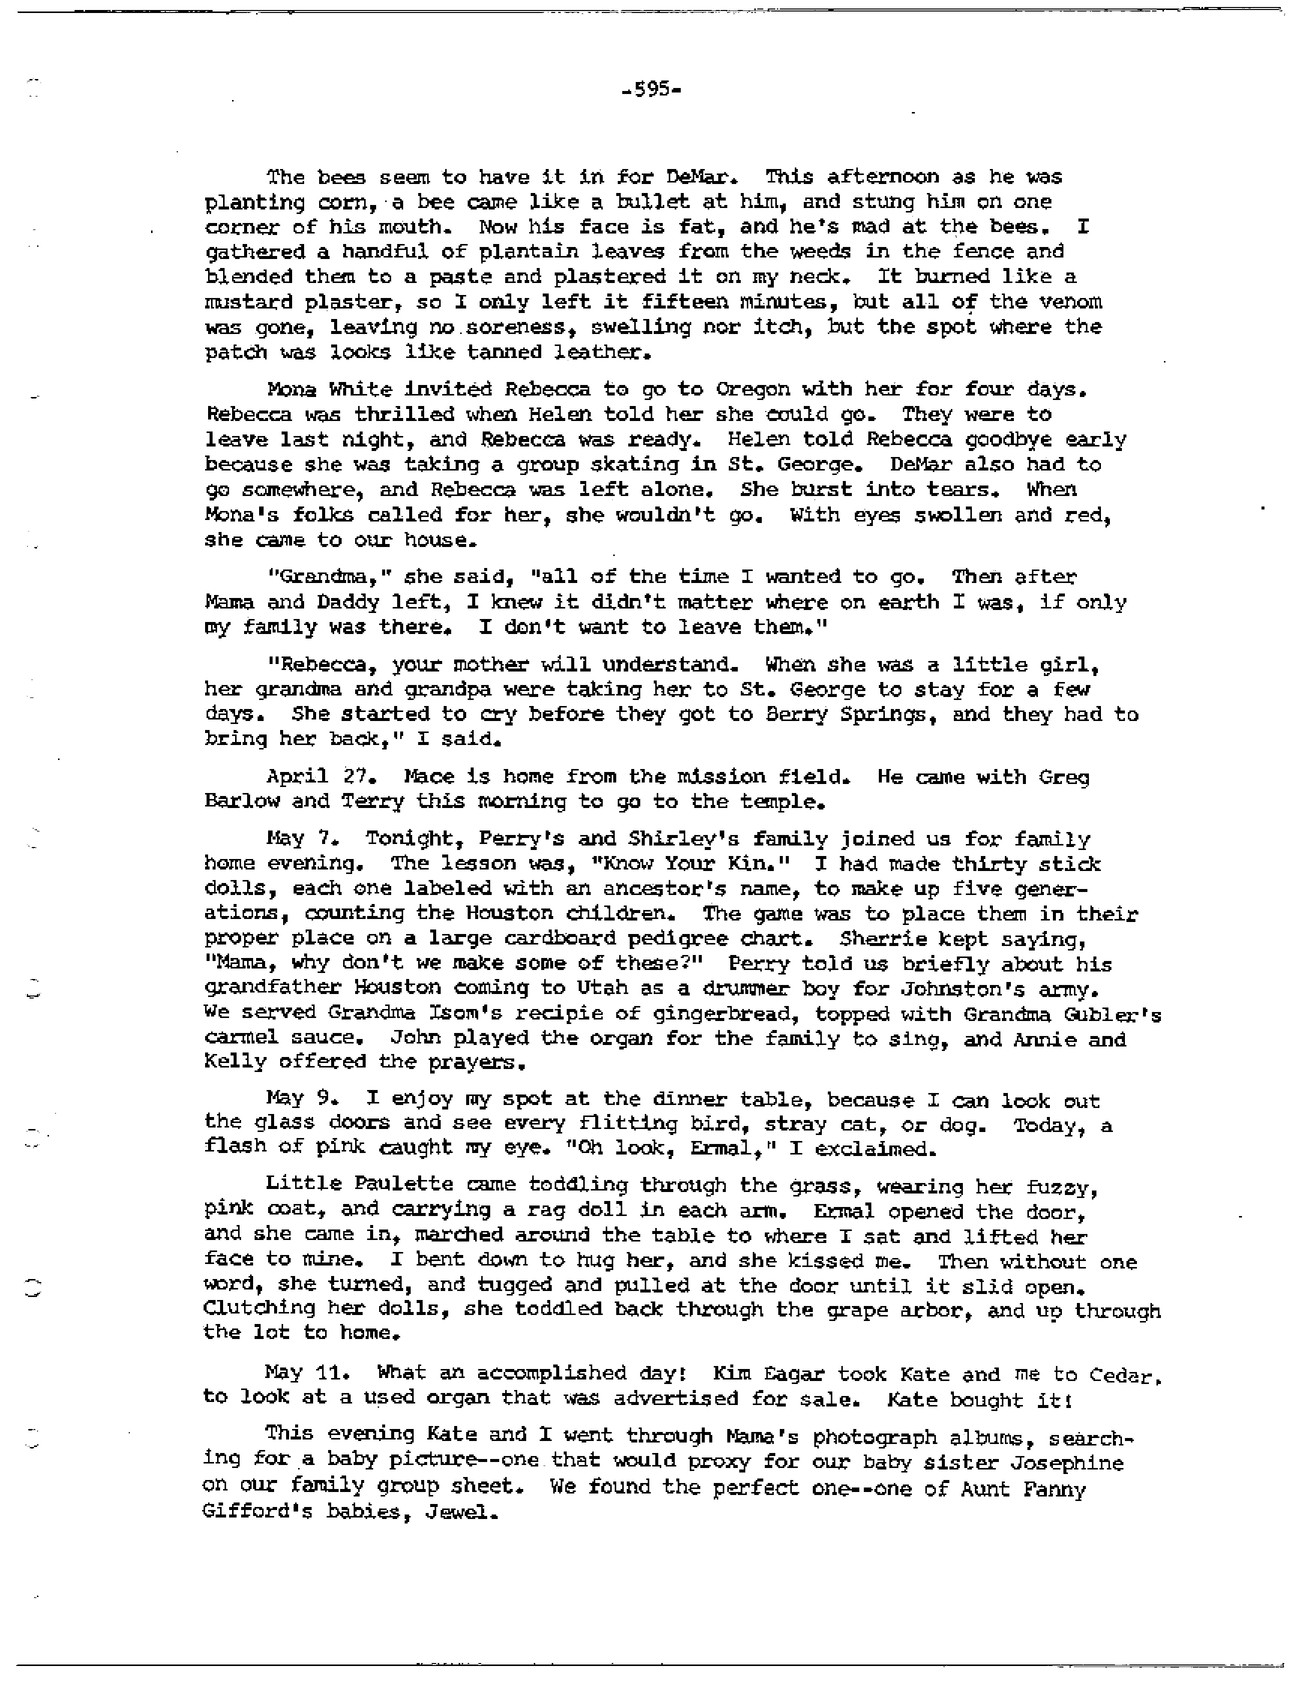 -595-
The bees seem to have it in for DeMar. This afternoon as he was
planting corn, a bee came like a bullet at him, and stung him on one
corner of his mouth. Now his face is fat, and he's mad at the bees. I
gathered a handful of plantain leaves from the weeds in the fence and
blended them to a paste and plastered it on my neck. It burned like a
mustard plaster, so I only left it fifteen minutes, but all of the venom
was gone, leaving no soreness, swelling nor itch, but the spot where the
patch was looks like tanned leather.
Mona White invited Rebecca to go to Oregon with her for four days.
Rebecca was thrilled when Helen told her she could go. They were to
leave last night, and Rebecca was ready. Helen told Rebecca goodbye early
because she was taking a group skating in St. George. DeMar also had to
go somewhere, and Rebecca was left alone. She burst into tears. When
Mona's folks called for her, she wouldn't go. With eyes swollen and red,
she came to our house.
"Grandma," she said, "all of the time I wanted to go. Then after
Mama and Daddy left, I knew it didn't matter where on earth I was, if only
my family was there. I don't want to leave them."
"Rebecca, your mother will understand. When she was a little girl,
her grandma and grandpa were taking her to St. George to stay for a few
days. She started to cry before they got to Berry Springs, and they had to
bring her back," I said.
April 27. Mace is home from the mission field. He came with Greg
Barlow and Terry this morning to go to the temple.
May 7. Tonight, Perry's and Shirley's family joined us for family
home evening. The lesson was, "Know Your Kin." I had made thirty stick
dolls, each one labeled with an ancestor's name, to make up five gener-
ations, counting the Houston children. The game was to place them in their
proper place on a large cardboard pedigree chart. Sherrie kept saying,
"Mama, why don't we make some of these?" Perry told us briefly about his
grandfather Houston coming to Utah as a drummer boy for Johnston's army.
We served Grandma Isom's recipie of gingerbread, topped with Grandma Gubler's
carmel sauce. John played the organ for the family to sing, and Annie and
Kelly offered the prayers.
May 9. I enjoy my spot at the dinner table, because I can look out
the glass doors and see every flitting bird, stray cat, or dog. Today, a
flash of pink caught my eye. "Oh look, Ermal," I exclaimed.
Little Paulette came toddling through the grass, wearing her fuzzy,
pink coat, and carrying a rag doll in each arm. Ermal opened the door,
and she came in, marched around the table to where I sat and lifted her
face to mine. I bent down to hug her, and she kissed me. Then without one
word, she turned, and tugged and pulled at the door until it slid open.
Clutching her dolls, she toddled back through the grape arbor, and up through
the lot to home.
May 11. What an accomplished day! Kim Eagar took Kate and me to Cedar,
to look at a used organ that was advertised for sale. Kate bought it!
This evening Kate and I went through Mama's photograph albums, search-
ing for a baby picture--one that would proxy for our baby sister Josephine
on our family group sheet. We found the perfect one--one of Aunt Fanny
Gifford's babies, Jewel.